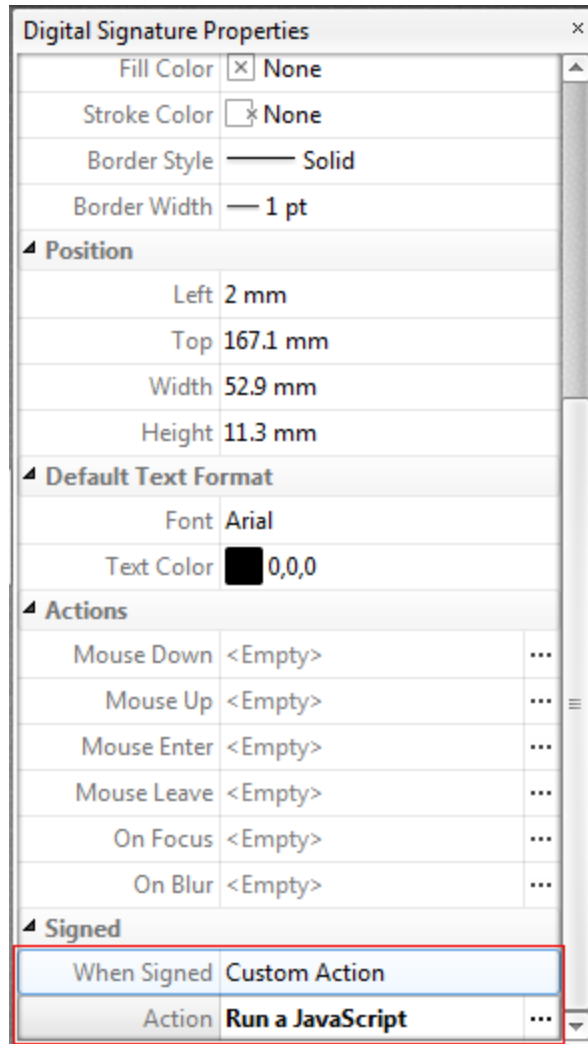 Digital Signature Properties
Fill Color None
Stroke Color None
Border Style Solid
Border Width 1 pt
Position
Left 2 mm
Top 167.1 mm
Width 52.9 mm
Height 11.3 mm
Default Text Format
Font Arial
Text Color 0,0,0
Actions
Mouse Down <Empty> ...
Mouse Up <Empty> ...
Mouse Enter <Empty> ...
Mouse Leave <Empty> ...
On Focus <Empty> ...
On Blur <Empty> ...
Signed
When Signed Custom Action
Action Run a JavaScript ...